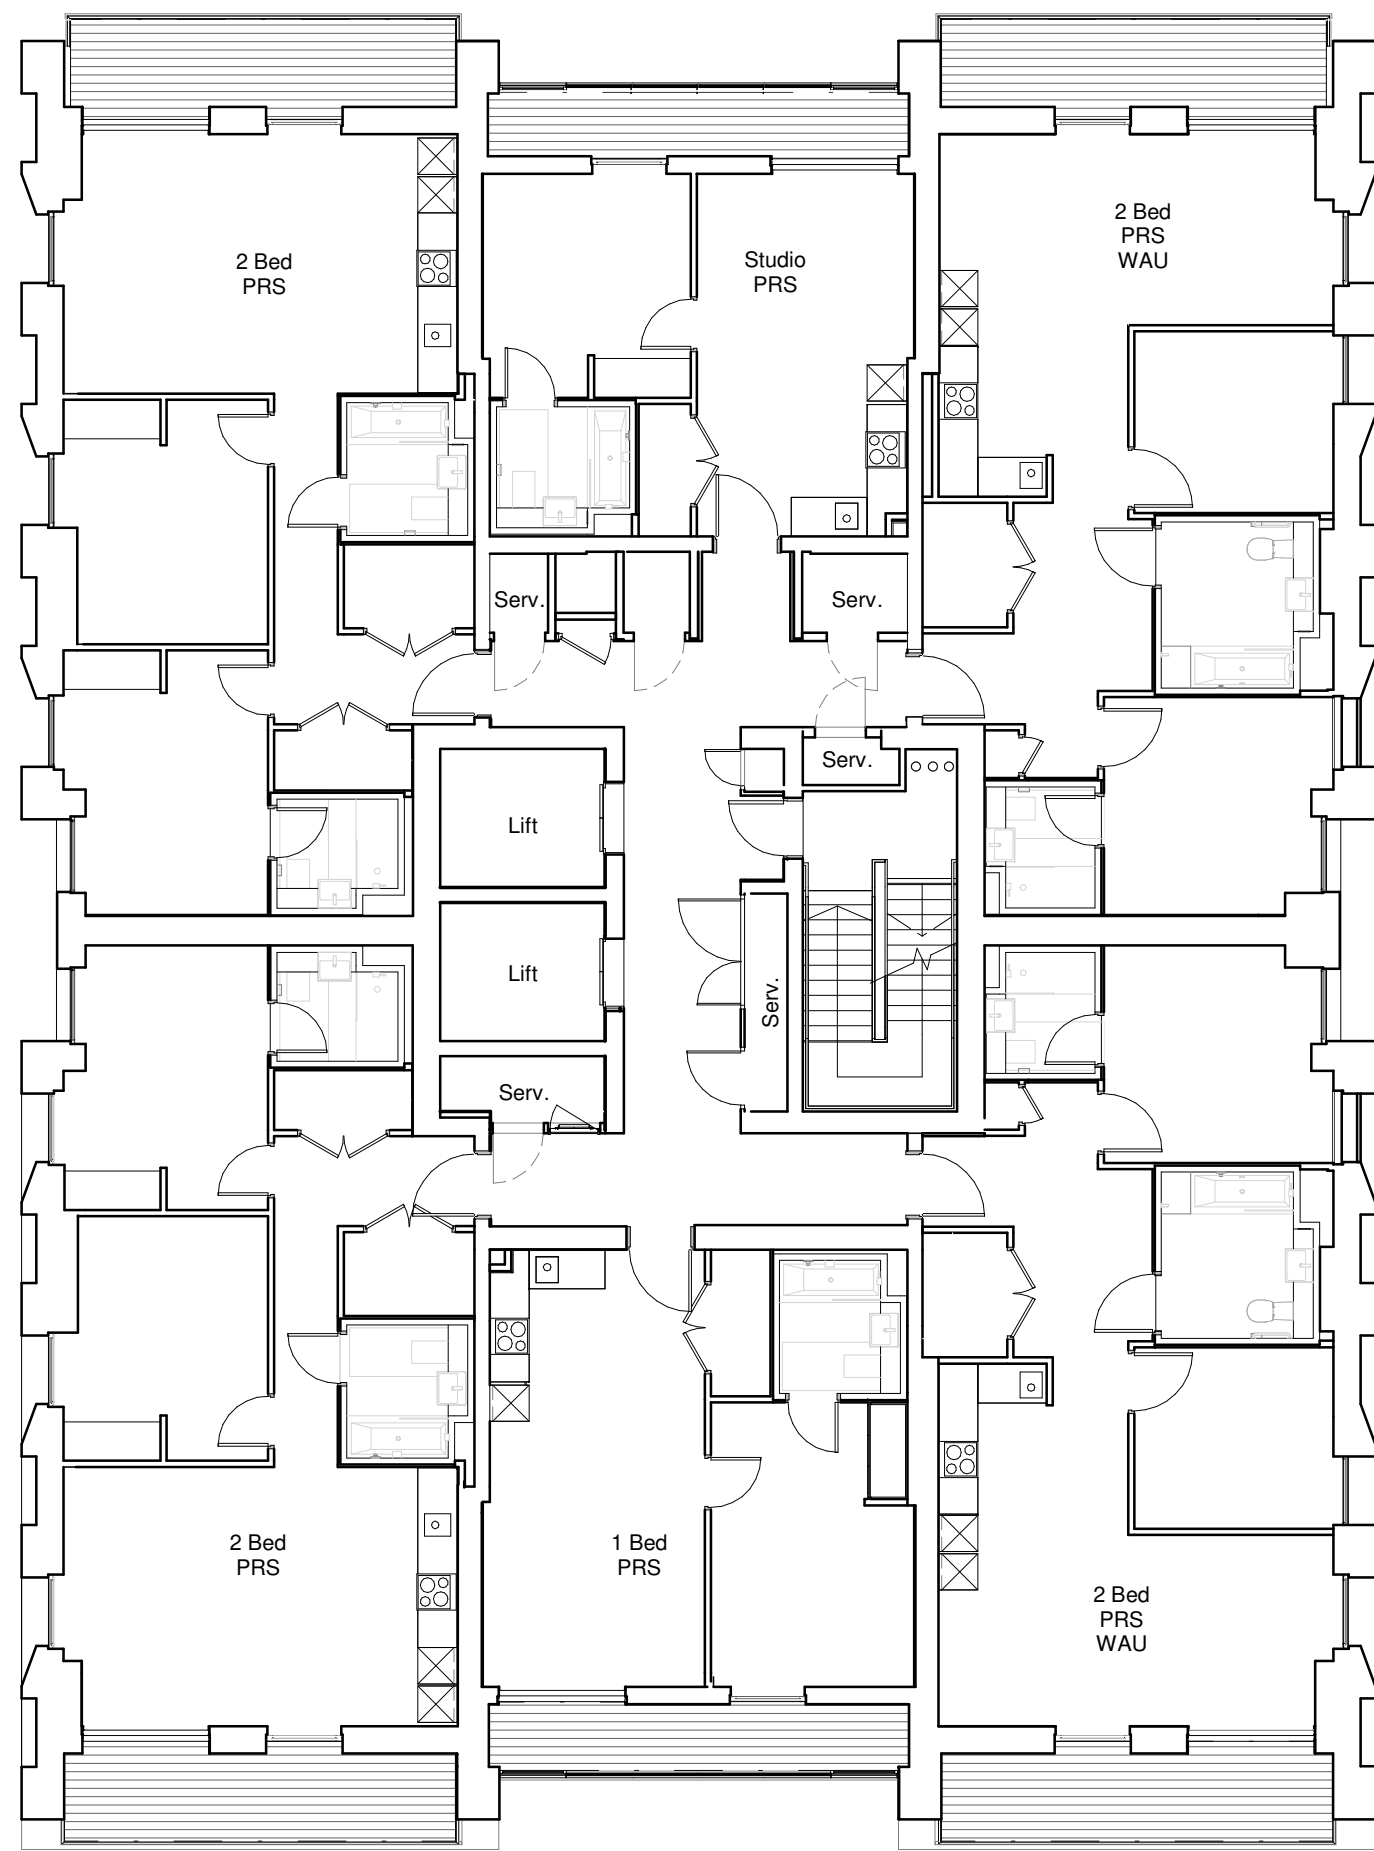 2 Bed
PRS
Studio
PRS
2 Bed
PRS
WAU
Serv.
Serv.
Serv.
Lift
Lift
Serv.
Serv.
2 Bed
PRS
1 Bed
PRS
2 Bed
PRS
WAU